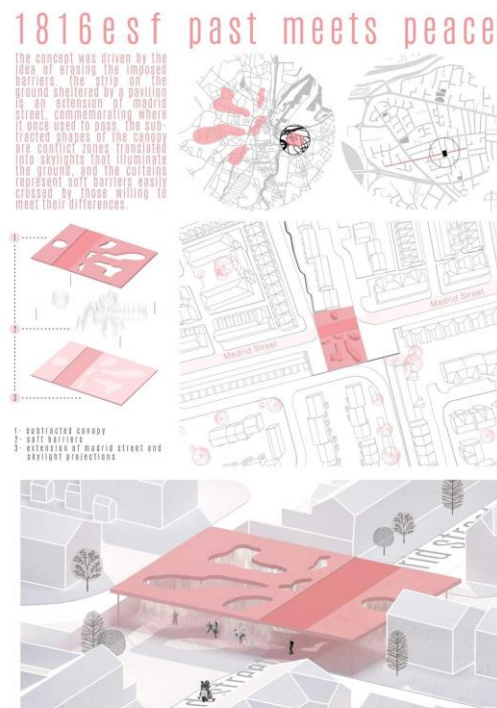 1816esf past meets peace
the concept was driven by the
idea of erasing the imposed
barriers. the strip on the
ground sheltered by a pavilion
is an extension of madrid
street, commemorating where
it once used to pass. The sub-
tracted shapes of the canopy
are conflict zones translated
into skylights that illuminate
the ground, and the curtains
represent soft barriers easily
crossed by those willing to
meet their differences.
1
2
3
Madrid Street
Madrid Street
1- subtracted canopy
2- soft barriers
3- extension of madrid street and
skylight projections
rd street
d street